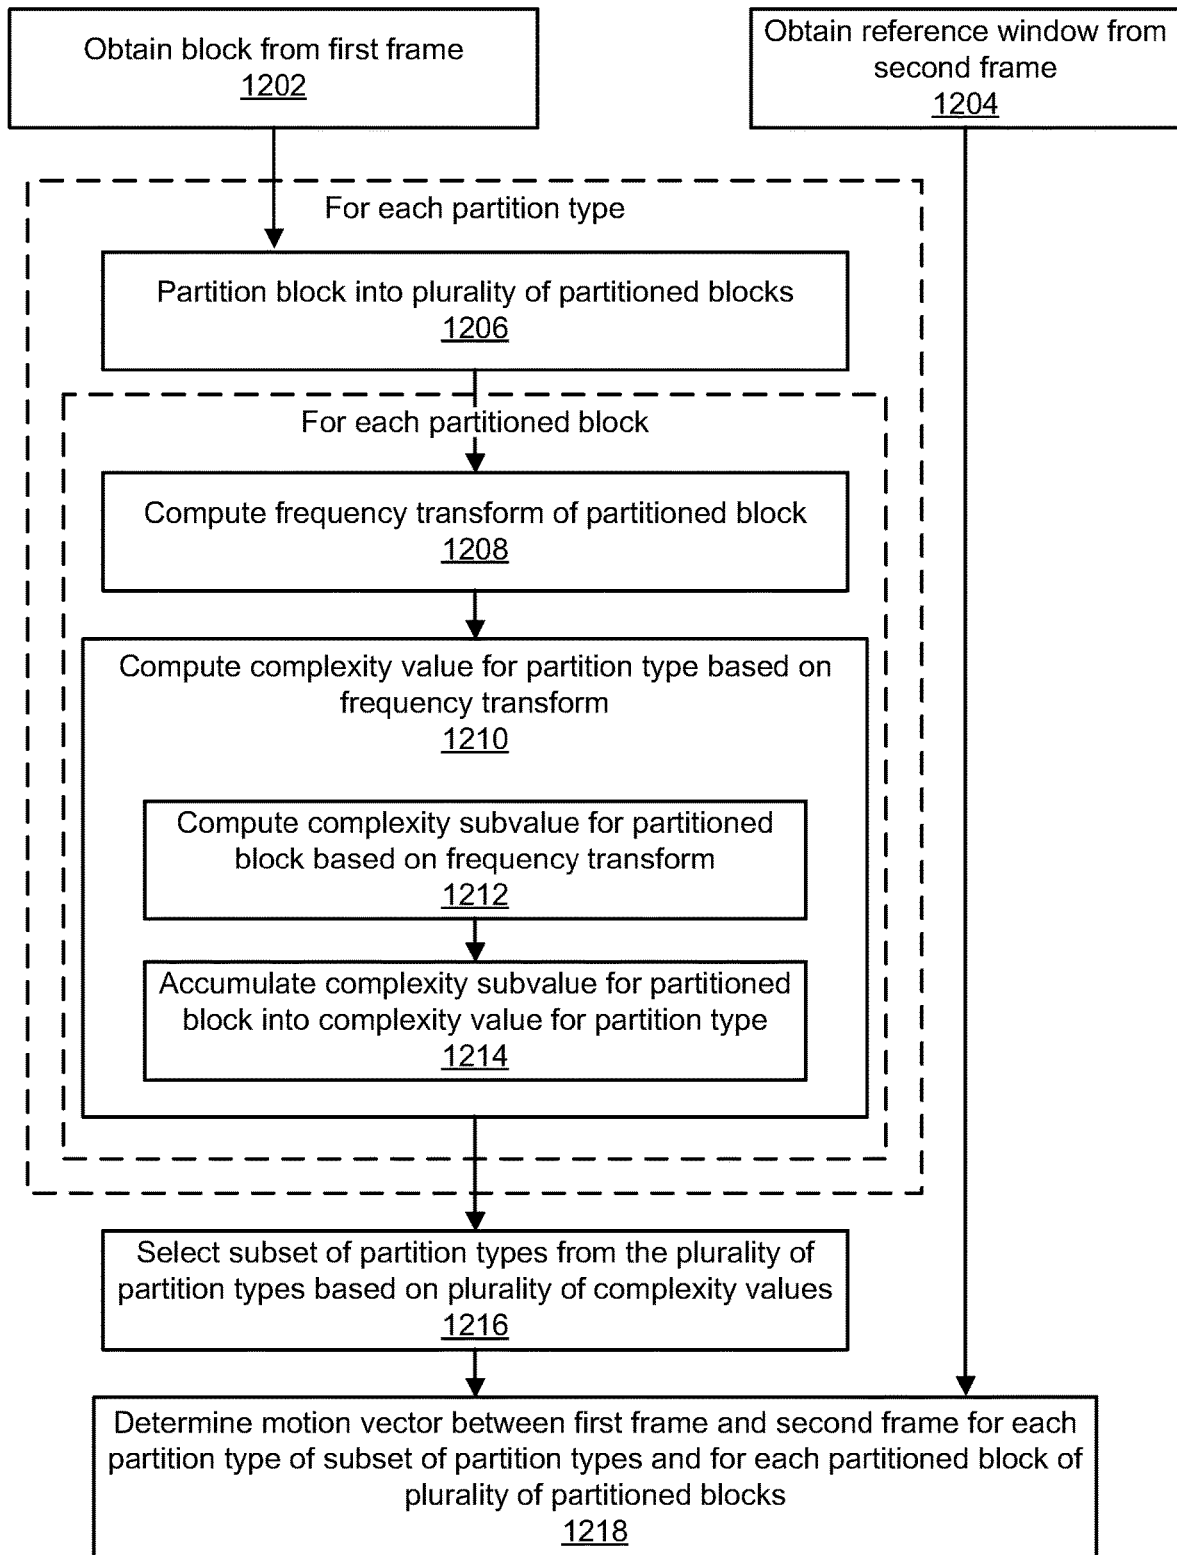 Obtain block from first frame
1202
Obtain reference window from
second frame
1204
For each partition type
Partition block into plurality of partitioned blocks
1206
For each partitioned block
Compute frequency transform of partitioned block
1208
Compute complexity value for partition type based on
frequency transform
1210
Compute complexity subvalue for partitioned
block based on frequency transform
1212
Accumulate complexity subvalue for partitioned
block into complexity value for partition type
1214
Select subset of partition types from the plurality of
partition types based on plurality of complexity values
1216
Determine motion vector between first frame and second frame for each
partition type of subset of partition types and for each partitioned block of
plurality of partitioned blocks
1218